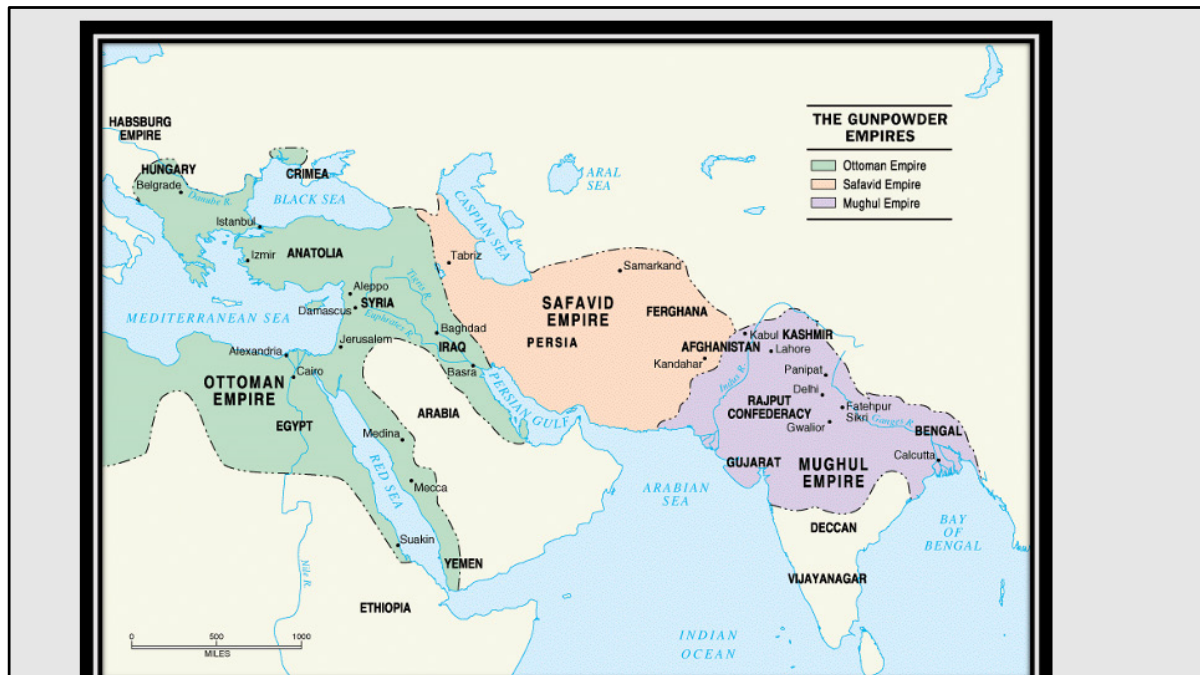 THE GUNPOWDER
EMPIRES
Ottoman Empire
Safavid Empire
Mughul Empire
HABSBURG
EMPIRE
HUNGARY
Belgrade
Danube R.
CRIMEA
BLACK SEA
ARAL
SEA
CASPIAN SEA
Istanbul
Izmir
ANATOLIA
Tabriz
Samarkand
Aleppo
SYRIA
Damascus
Tigris R.
Euphrates R.
MEDITERRANEAN SEA
SAFAVID
EMPIRE
PERSIA
FERGHANA
Baghdad
IRAQ
Basra
Jerusalem
Alexandria
Cairo
AFGHANISTAN
Kandahar
Kabul
KASHMIR
Lahore
Indus R.
Panipat
Delhi
RAJPUT
CONFEDERACY
Fatehpur
Sikri
Ganges R.
Gwalior
BENGAL
Calcutta
OTTOMAN
EMPIRE
EGYPT
ARABIA
PERSIAN GULF
Medina
RED SEA
Mecca
GUJARAT
MUGHUL
EMPIRE
ARABIAN
SEA
Suakin
YEMEN
Nile R.
ETHIOPIA
DECCAN
BAY
OF
BENGAL
VIJAYANAGAR
INDIAN
OCEAN
0 500 1000
MILES